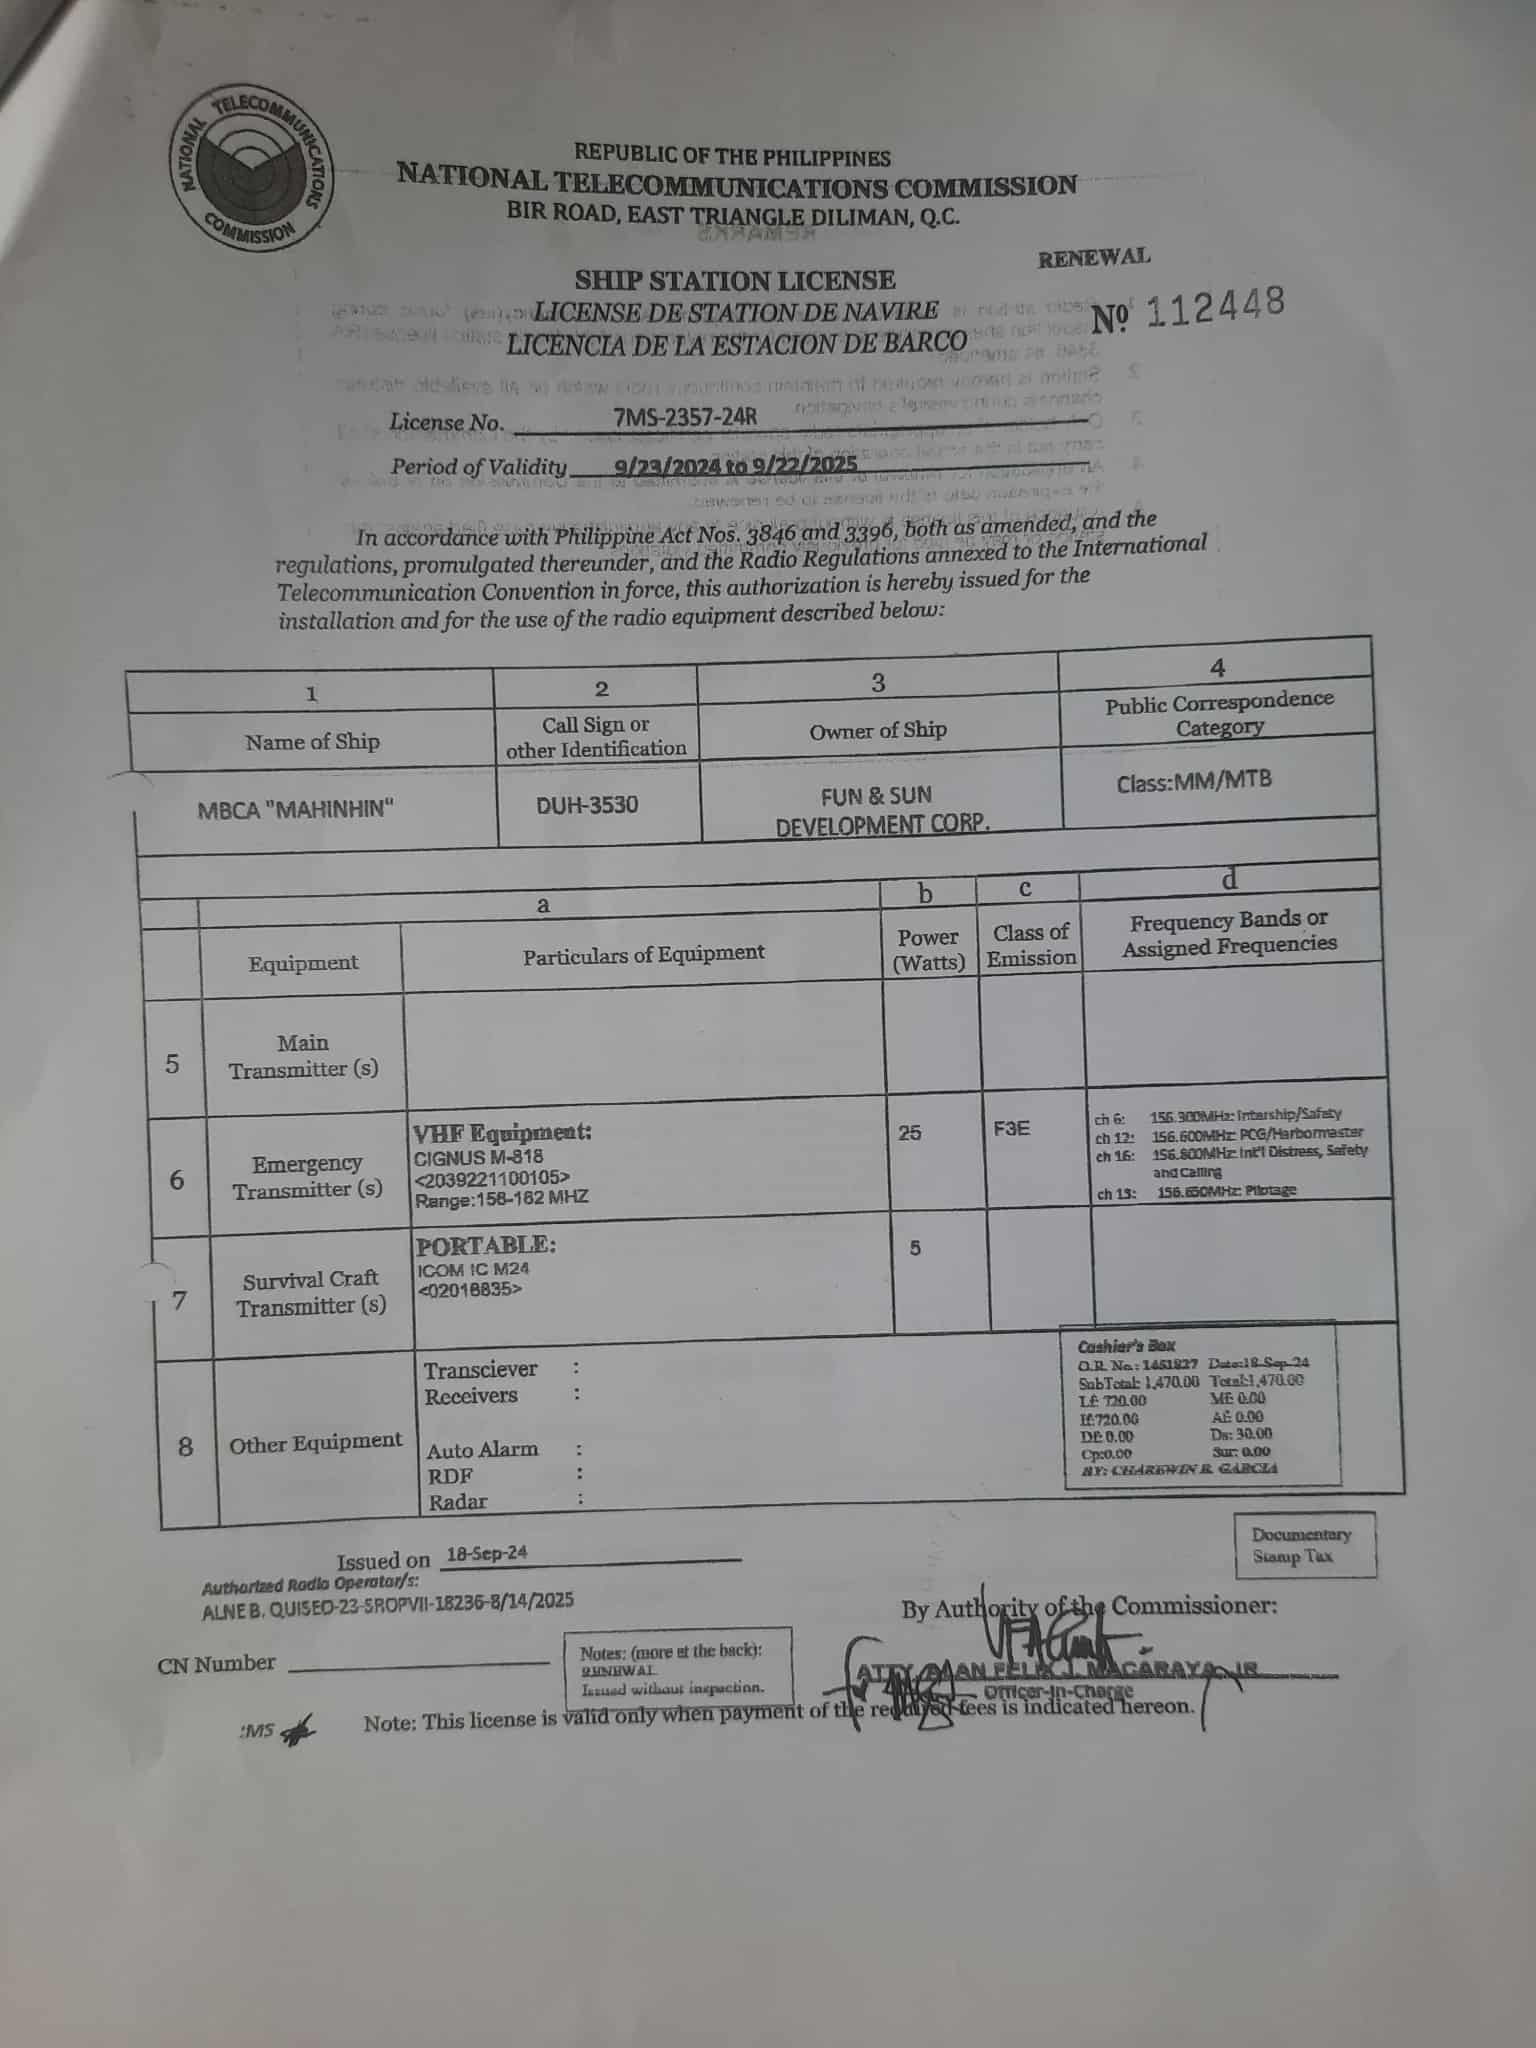 NATIONAL TELECOMMUNICATIONS COMMISSION
REPUBLIC OF THE PHILIPPINES
NATIONAL TELECOMMUNICATIONS COMMISSION
BIR ROAD, EAST TRIANGLE DILIMAN, Q.C.
RENEWAL
SHIP STATION LICENSE
LICENSE DE STATION DE NAVIRE
Nº 112448
LICENCIA DE LA ESTACION DE BARCO
License No. 7MS-2357-24R
Period of Validity 9/23/2024 to 9/22/2025
In accordance with Philippine Act Nos. 3846 and 3396, both as amended, and the
regulations, promulgated thereunder, and the Radio Regulations annexed to the International
Telecommunication Convention in force, this authorization is hereby issued for the
installation and for the use of the radio equipment described below:
1 2 3 4
Name of Ship
Call Sign or
other Identification
Owner of Ship
Public Correspondence
Category
MBCA "MAHINHIN"
DUH-3530
FUN & SUN
DEVELOPMENT CORP.
Class:MM/MTB
a b c d
Equipment
Particulars of Equipment
Power
(Watts)
Class of
Emission
Frequency Bands or
Assigned Frequencies
5
Main
Transmitter (s)
6
Emergency
Transmitter (s)
VHF Equipment:
CIGNUS M-818
<2039221100105>
Range:156-162 MHZ
25
F3E
ch 6: 156.300MHz: Intership/Safety
ch 12: 156.600MHz: PCG/Harbormaster
ch 16: 156.800MHz: Int'l Distress, Safety
and Calling
ch 13: 156.650MHz: Pilotage
7
Survival Craft
Transmitter (s)
PORTABLE:
ICOM IC M24
<02018835>
5
8
Other Equipment
Transciever :
Receivers :
Auto Alarm :
RDF :
Radar :
Cashier's Box
O.R. No.: 1451827 Date:18-Sep-24
SubTotal: 1,470.00 Total:1,470.00
Lf: 720.00 Mf: 0.00
If:720.00 Af: 0.00
Df: 0.00 Ds: 30.00
Cp:0.00 Sur: 0.00
BY: CHAREWIN R. GARCIA
Documentary
Stamp Tax
Issued on 18-Sep-24
Authorized Radio Operator/s:
ALNE B. QUISEO-23-SROPVII-18236-8/14/2025
By Authority of the Commissioner:
CN Number
Notes: (more at the back):
RENEWAL
Issued without inspection.
ATTY. ALAN FELIX J. MACARAYA, JR
Officer-In-Charge
:MS
Note: This license is valid only when payment of the required fees is indicated hereon.